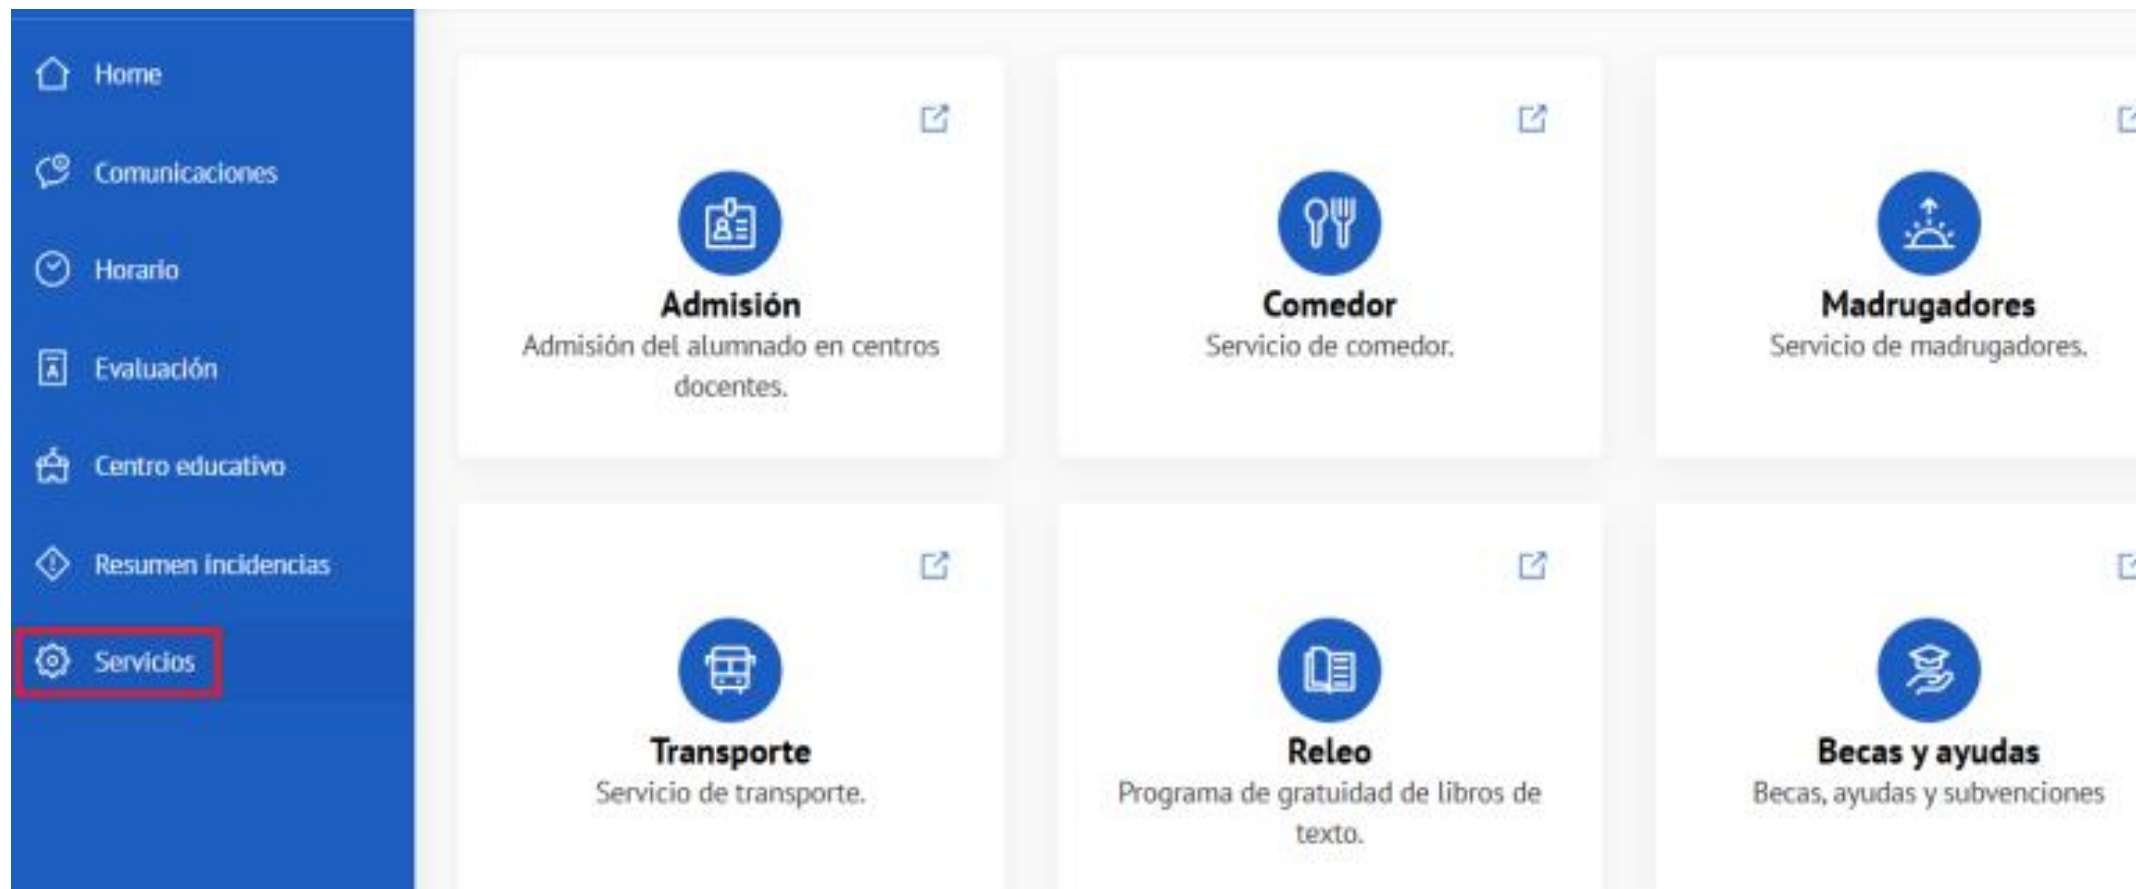 Home
Comunicaciones
Horario
Evaluación
Centro educativo
Resumen incidencias
Servicios
Admisión
Admisión del alumnado en centros
docentes.
Comedor
Servicio de comedor.
Madrugadores
Servicio de madrugadores.
Transporte
Servicio de transporte.
Releo
Programa de gratuidad de libros de
texto.
Becas y ayudas
Becas, ayudas y subvenciones